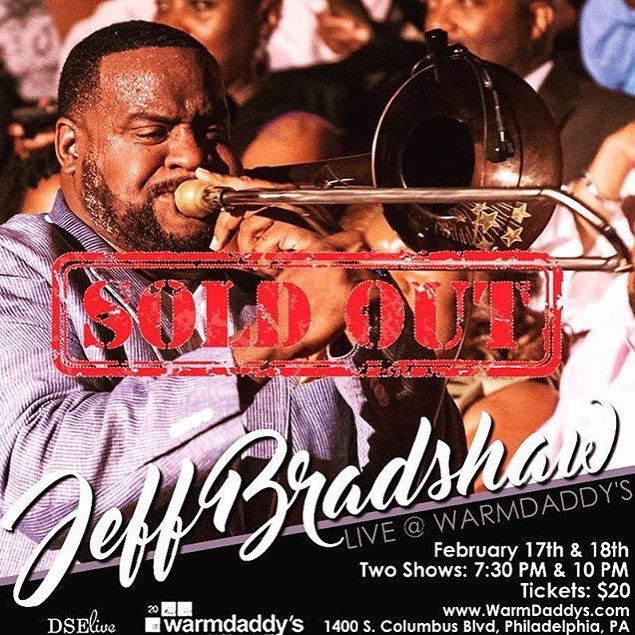 SOLD OUT
Jeff Bradshaw
LIVE @ WARMDADDY'S
February 17th & 18th
Two Shows: 7:30 PM & 10 PM
Tickets: $20
www.WarmDaddys.com
DSElive
20 warmdaddy's
1400 S. Columbus Blvd, Philadelphia, PA